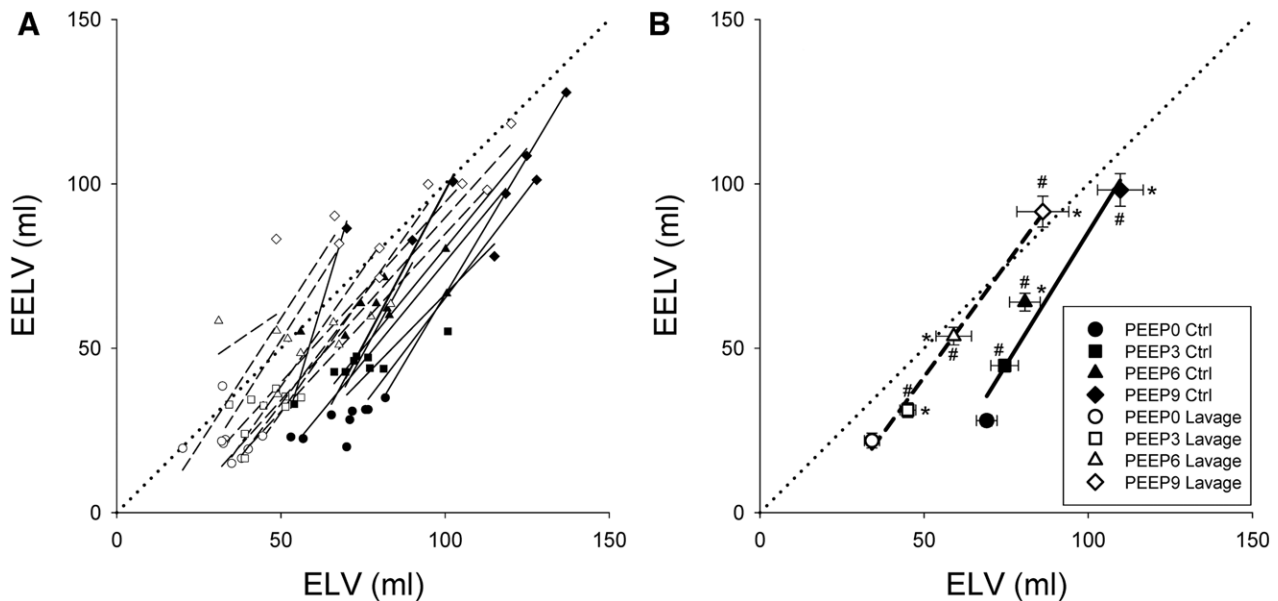 A
150
100
50
0
EELV (ml)
0
50
100
150
ELV (ml)
B
150
100
50
0
EELV (ml)
#
*
*
#
#
*
*
#
#
#
*
PEEP0 Ctrl
PEEP3 Ctrl
PEEP6 Ctrl
PEEP9 Ctrl
PEEP0 Lavage
PEEP3 Lavage
PEEP6 Lavage
PEEP9 Lavage
0
50
100
150
ELV (ml)